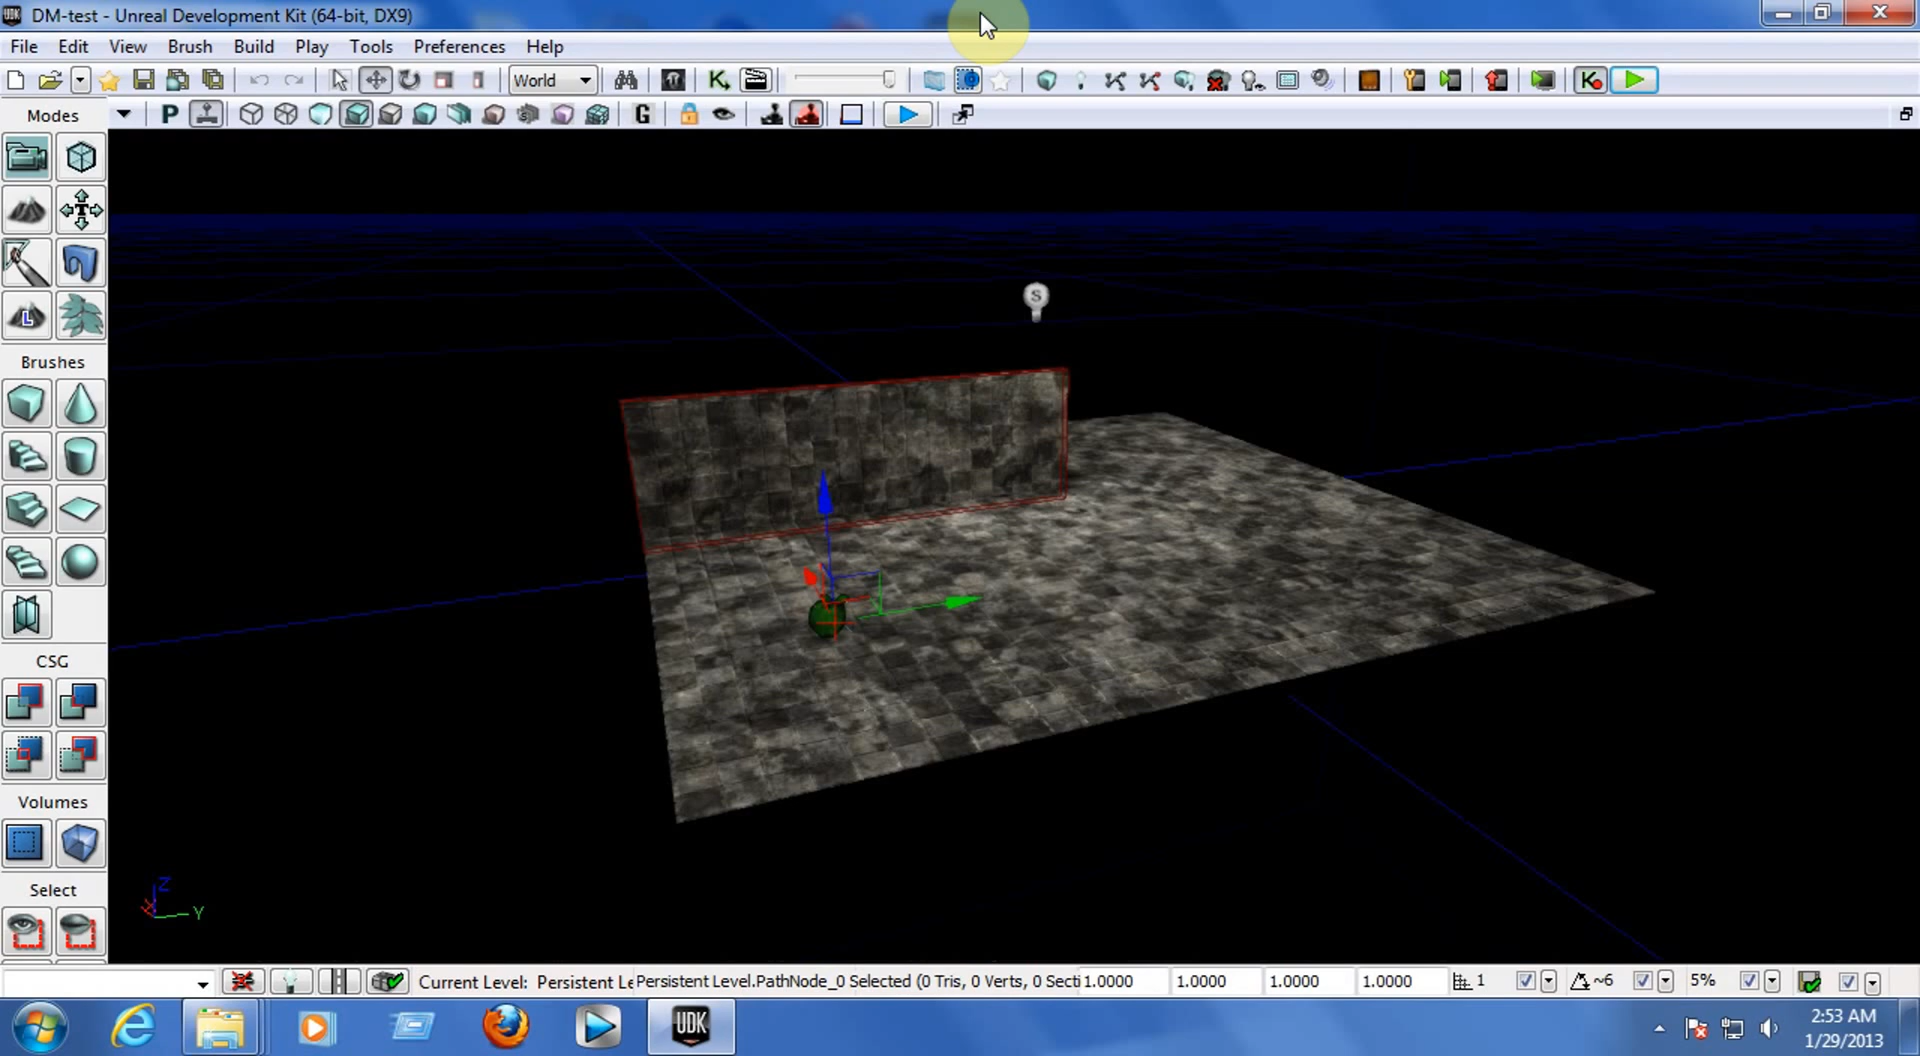 DM-test - Unreal Development Kit (64-bit, DX9)
File Edit View Brush Build Play Tools Preferences Help
World
Modes
P
G
L
S
Brushes
CSG
Volumes
Select
Z
X
Y
Current Level: Persistent Le Persistent Level.PathNode_0 Selected (0 Tris, 0 Verts, 0 Secti 1.0000 1.0000 1.0000 1.0000 1 ~6 5%
UDK
2:53 AM
1/29/2013